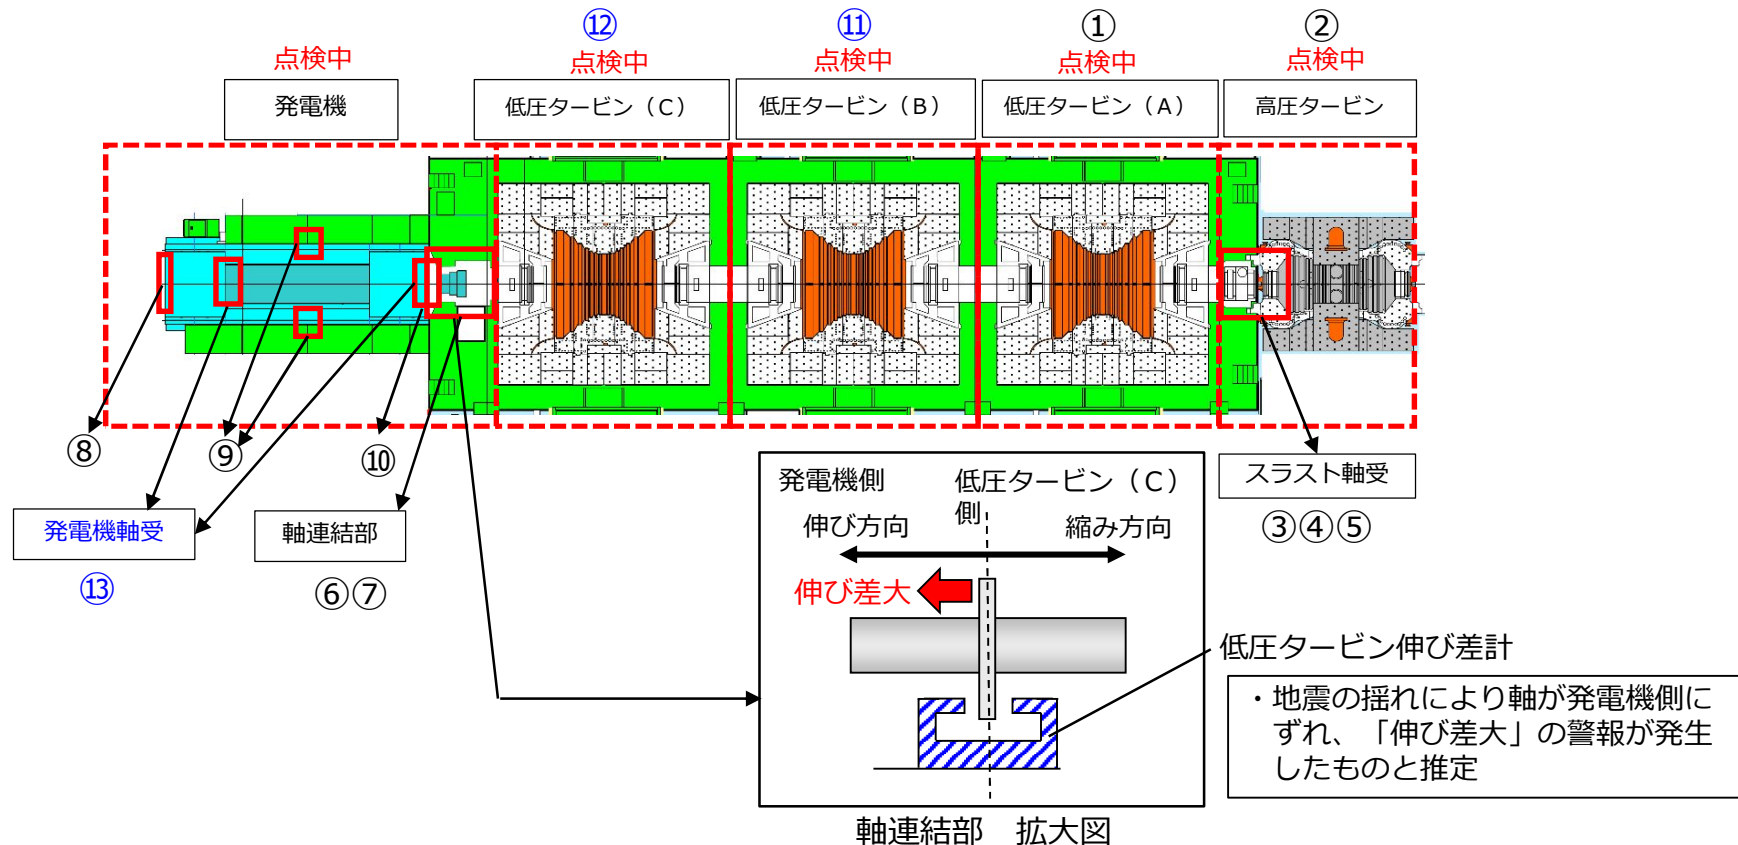 ⑫
⑪
①
②
点検中
点検中
点検中
点検中
点検中
発電機
低圧タービン（C）
低圧タービン（B）
低圧タービン（A）
高圧タービン
⑧
⑨
⑩
発電機軸受
⑬
軸連結部
⑥⑦
スラスト軸受
③④⑤
発電機側
低圧タービン（C）
側
伸び方向
縮み方向
伸び差大
低圧タービン伸び差計
・地震の揺れにより軸が発電機側に
ずれ、「伸び差大」の警報が発生
したものと推定
軸連結部　拡大図